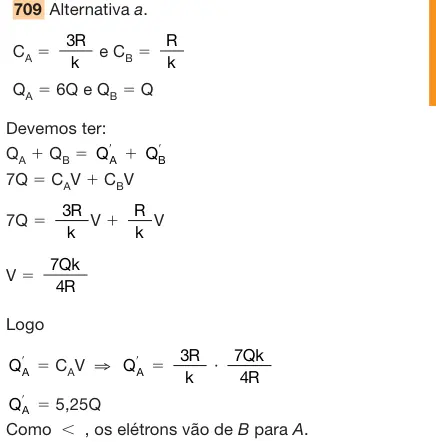 709 Alternativa a.
C_A = 3R/k e C_B = R/k
Q_A = 6Q e Q_B = Q
Devemos ter:
Q_A + Q_B = Q'_A + Q'_B
7Q = C_AV + C_BV
7Q = 3R/k V + R/k V
V = 7Qk/4R
Logo
Q'_A = C_AV ⇒ Q'_A = 3R/k · 7Qk/4R
Q'_A = 5,25Q
Como < , os elétrons vão de B para A.